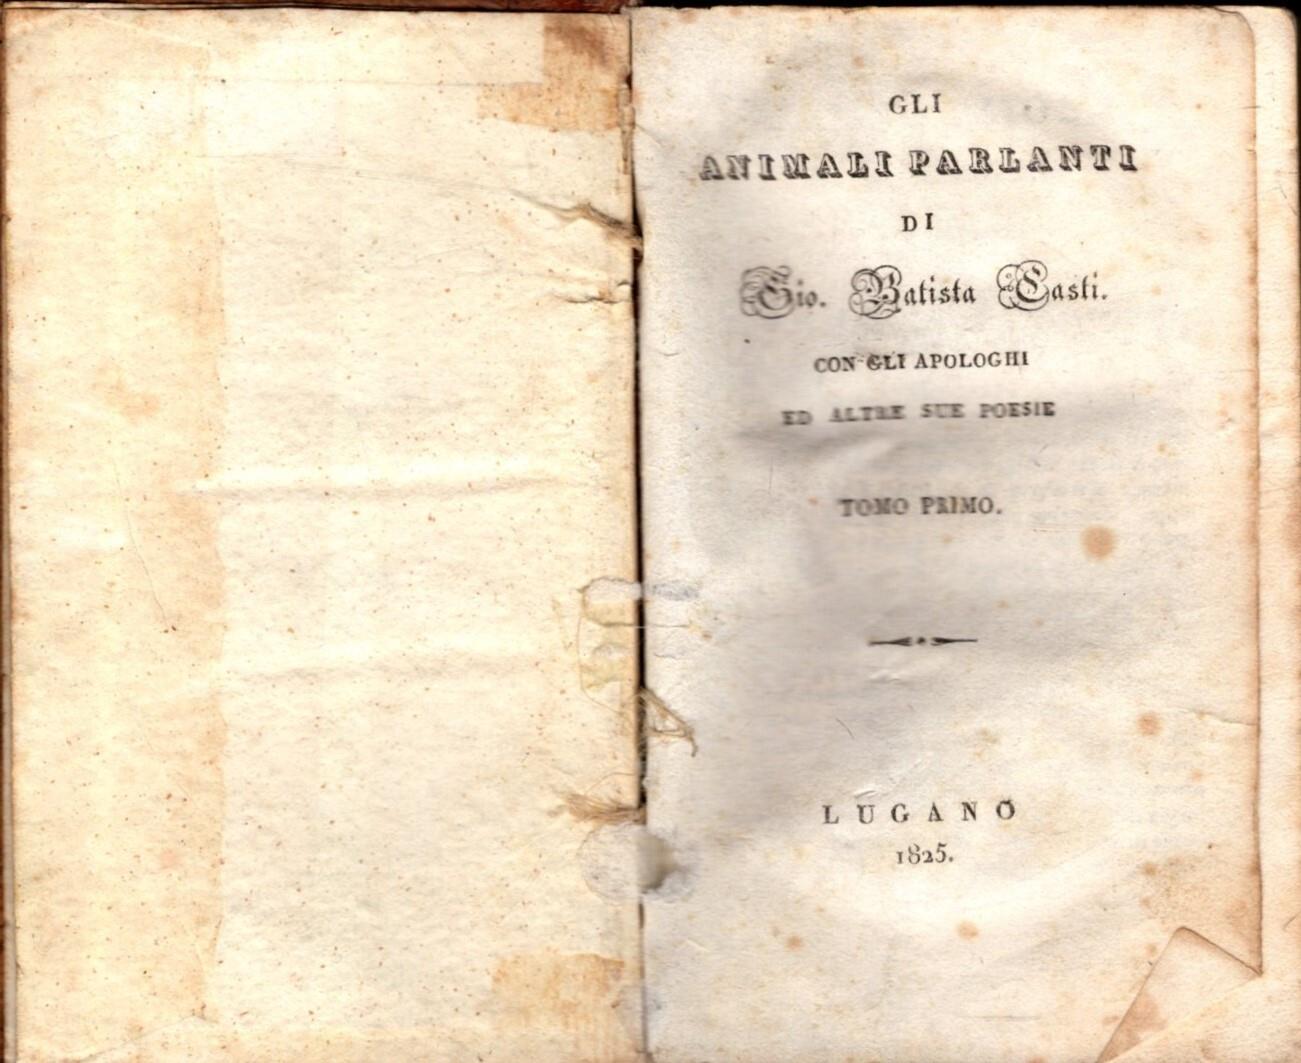 GLI
ANIMALI PARLANTI
DI
Gio. Batista Casti.
CON GLI APOLOGHI
ED ALTRE SUE POESIE
TOMO PRIMO.
LUGANO
1825.